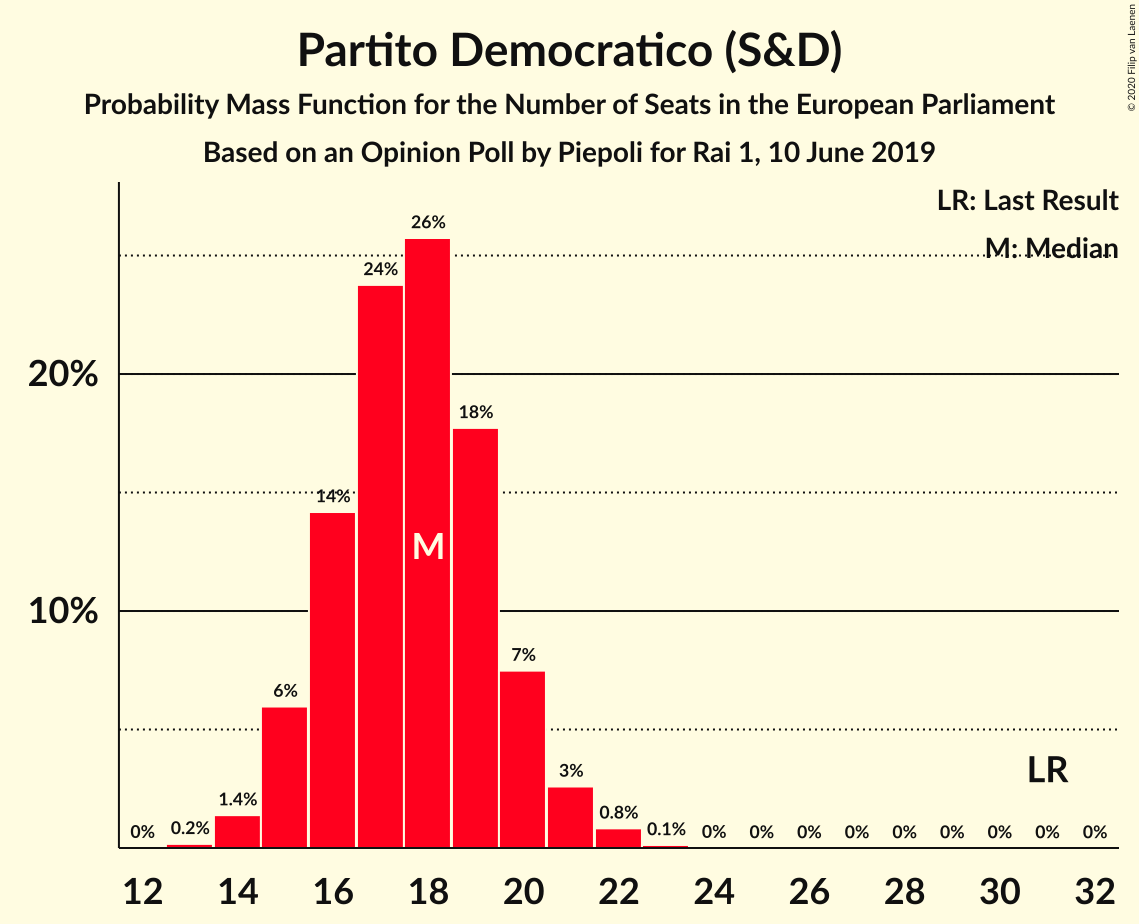 © 2020 Filip van Laenen
Partito Democratico (S&D)
Probability Mass Function for the Number of Seats in the European Parliament
Based on an Opinion Poll by Piepoli for Rai 1, 10 June 2019
LR: Last Result
M: Median
26%
24%
20%
18%
14%
M
10%
7%
6%
3%
LR
1.4%
0.8%
0% 0.2% 0.1% 0% 0% 0% 0% 0% 0% 0% 0% 0%
12 14 16 18 20 22 24 26 28 30 32